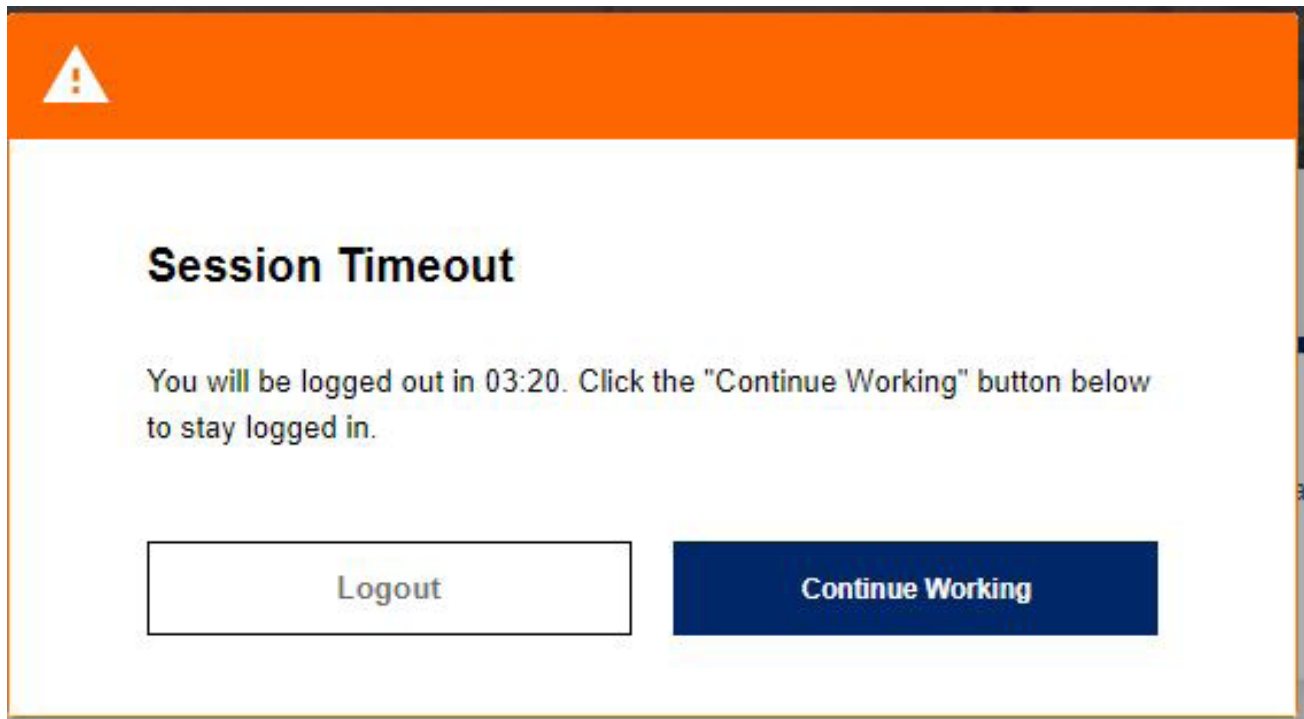 Session Timeout
You will be logged out in 03:20. Click the "Continue Working" button below
to stay logged in.
Logout
Continue Working